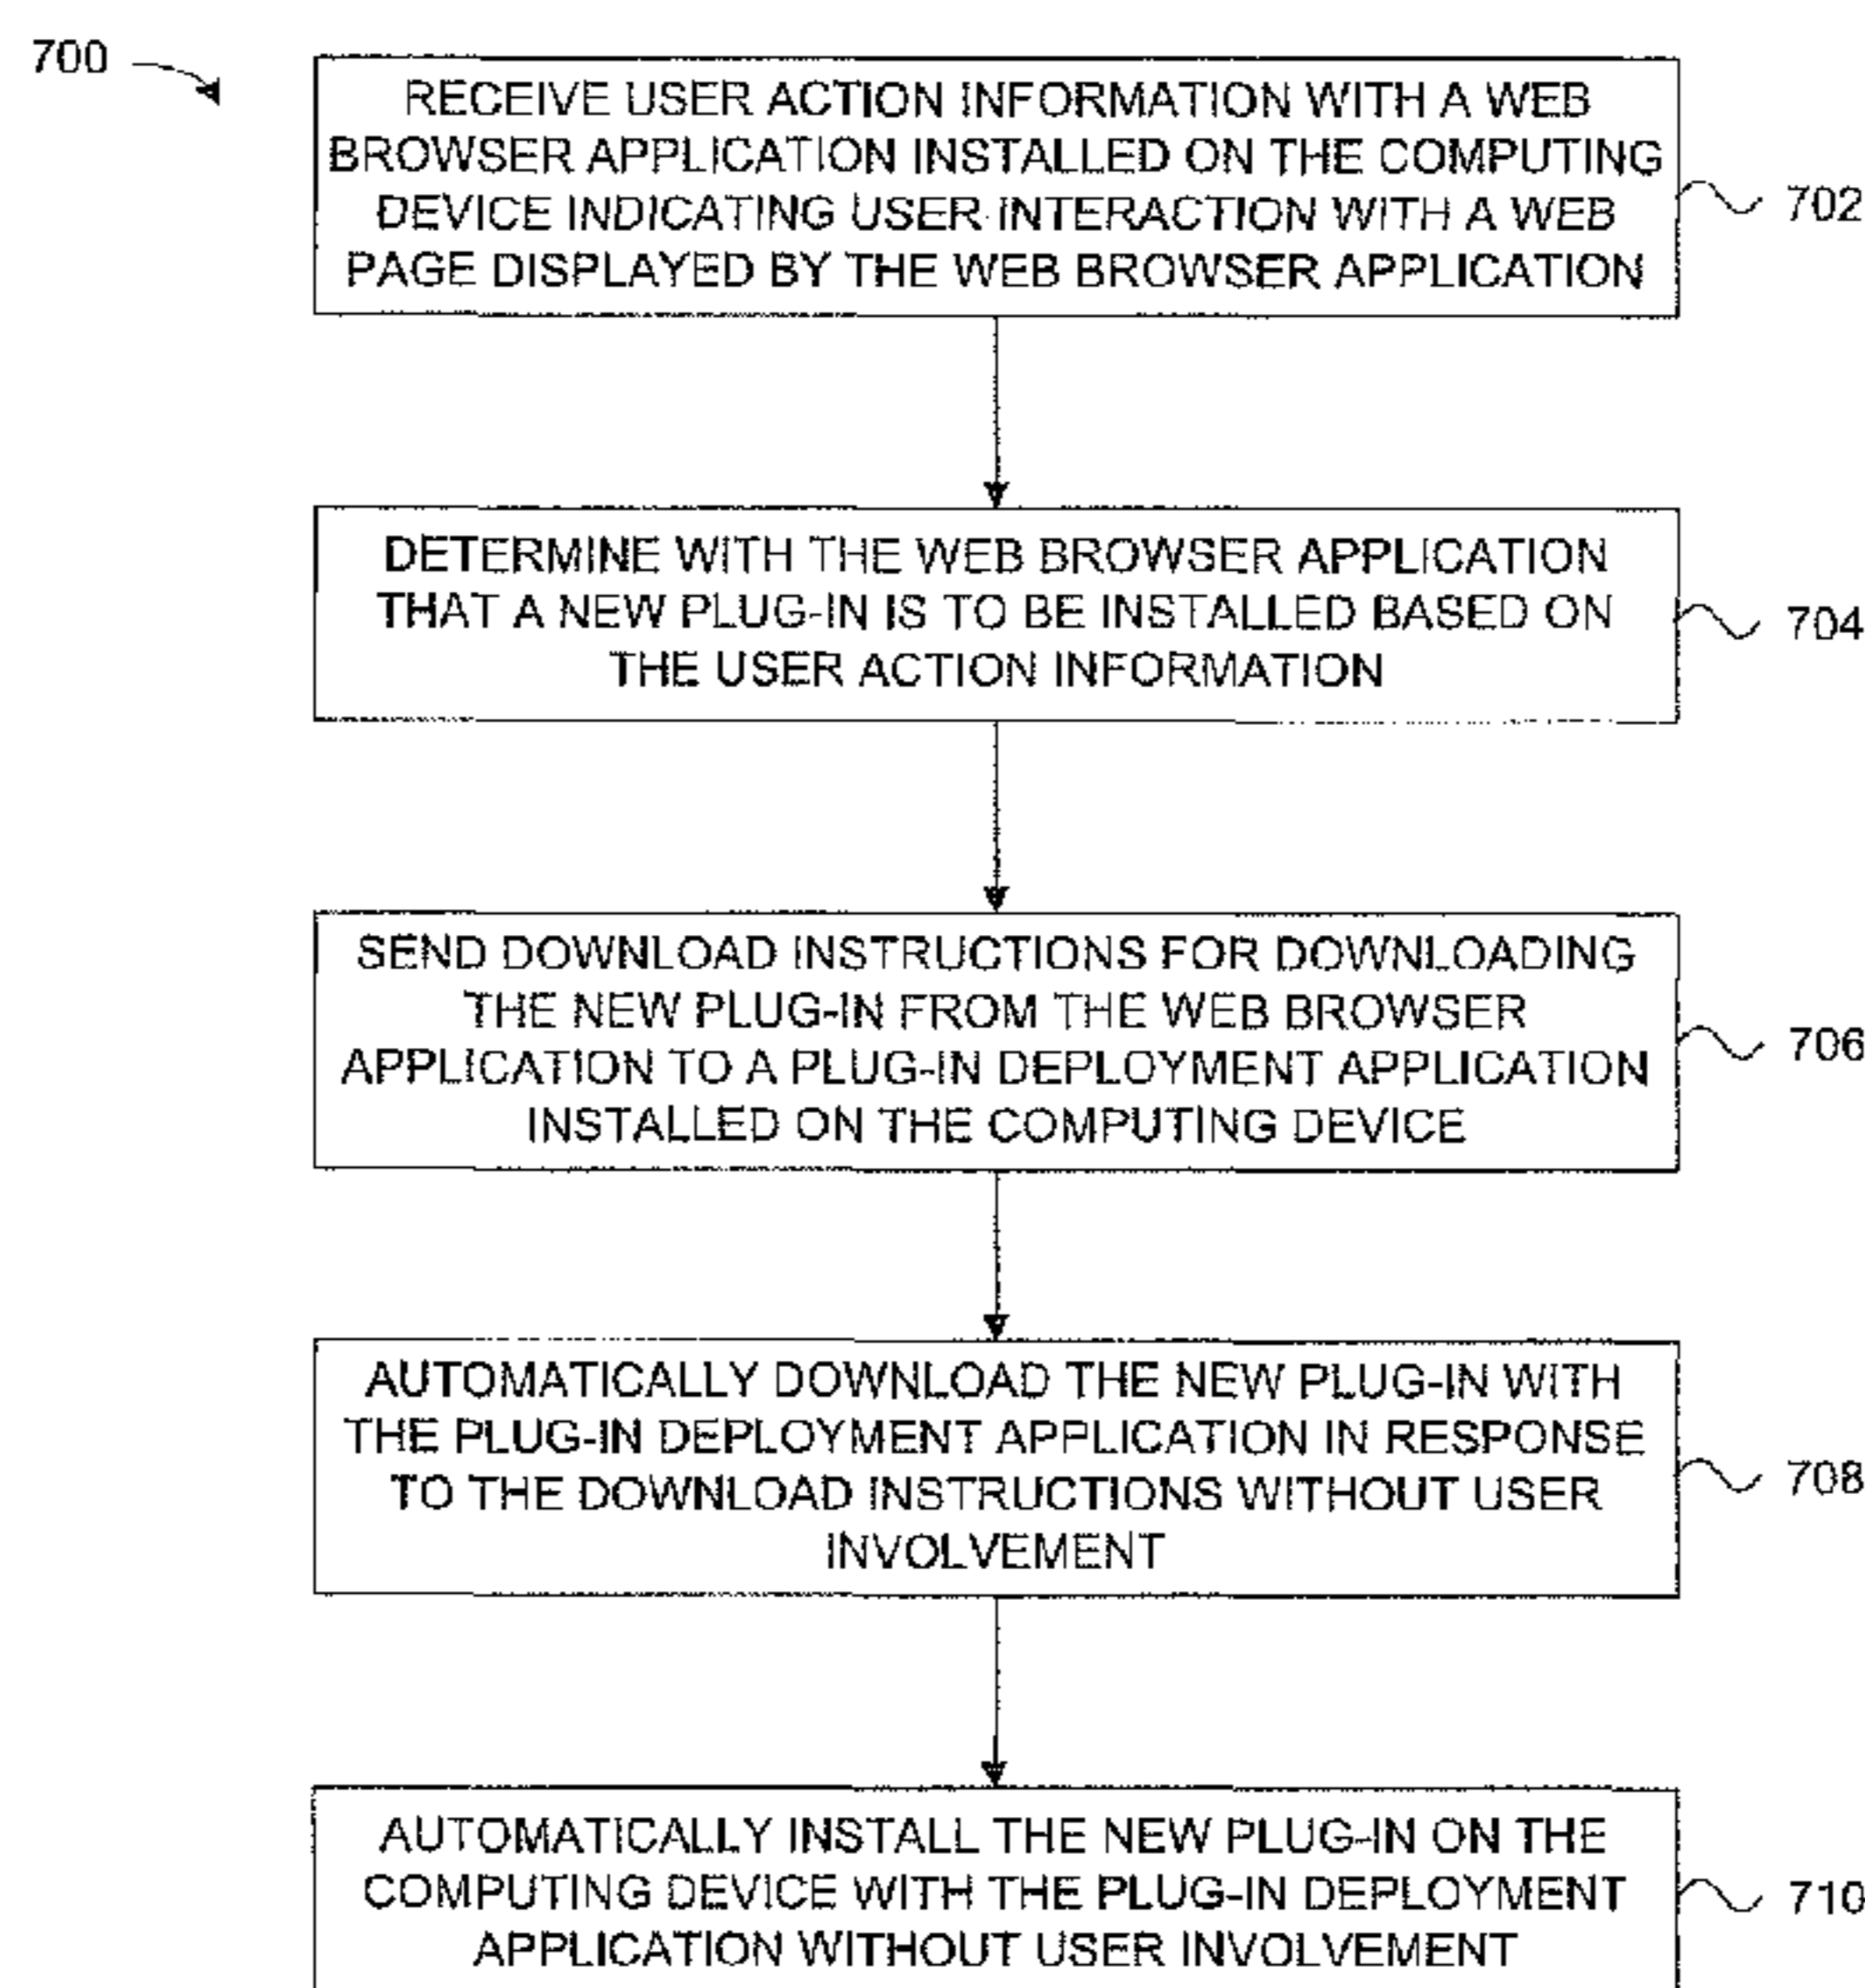 700
RECEIVE USER ACTION INFORMATION WITH A WEB
BROWSER APPLICATION INSTALLED ON THE COMPUTING
DEVICE INDICATING USER INTERACTION WITH A WEB
PAGE DISPLAYED BY THE WEB BROWSER APPLICATION
702
DETERMINE WITH THE WEB BROWSER APPLICATION
THAT A NEW PLUG-IN IS TO BE INSTALLED BASED ON
THE USER ACTION INFORMATION
704
SEND DOWNLOAD INSTRUCTIONS FOR DOWNLOADING
THE NEW PLUG-IN FROM THE WEB BROWSER
APPLICATION TO A PLUG-IN DEPLOYMENT APPLICATION
INSTALLED ON THE COMPUTING DEVICE
706
AUTOMATICALLY DOWNLOAD THE NEW PLUG-IN WITH
THE PLUG-IN DEPLOYMENT APPLICATION IN RESPONSE
TO THE DOWNLOAD INSTRUCTIONS WITHOUT USER
INVOLVEMENT
708
AUTOMATICALLY INSTALL THE NEW PLUG-IN ON THE
COMPUTING DEVICE WITH THE PLUG-IN DEPLOYMENT
APPLICATION WITHOUT USER INVOLVEMENT
710